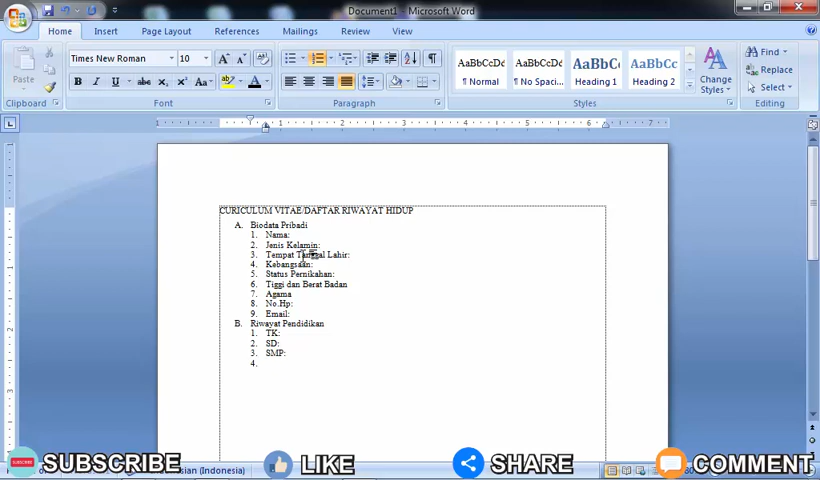 Document1 - Microsoft Word
Home Insert Page Layout References Mailings Review View
Times New Roman 10
Paste
Clipboard Font Paragraph Styles Editing
AaBbCcDc AaBbCcDc AaBbC AaBbCc
¶ Normal ¶ No Spaci... Heading 1 Heading 2
Change Styles
Find
Replace
Select
CURICULUM VITAE/DAFTAR RIWAYAT HIDUP
A. Biodata Pribadi
1. Nama:
2. Jenis Kelamin:
3. Tempat Tanggal Lahir:
4. Kebangsaan:
5. Status Pernikahan:
6. Tiggi dan Berat Badan
7. Agama
8. No.Hp:
9. Email:
B. Riwayat Pendidikan
1. TK:
2. SD:
3. SMP:
4.
(Indonesia)
SUBSCRIBE LIKE SHARE COMMENT